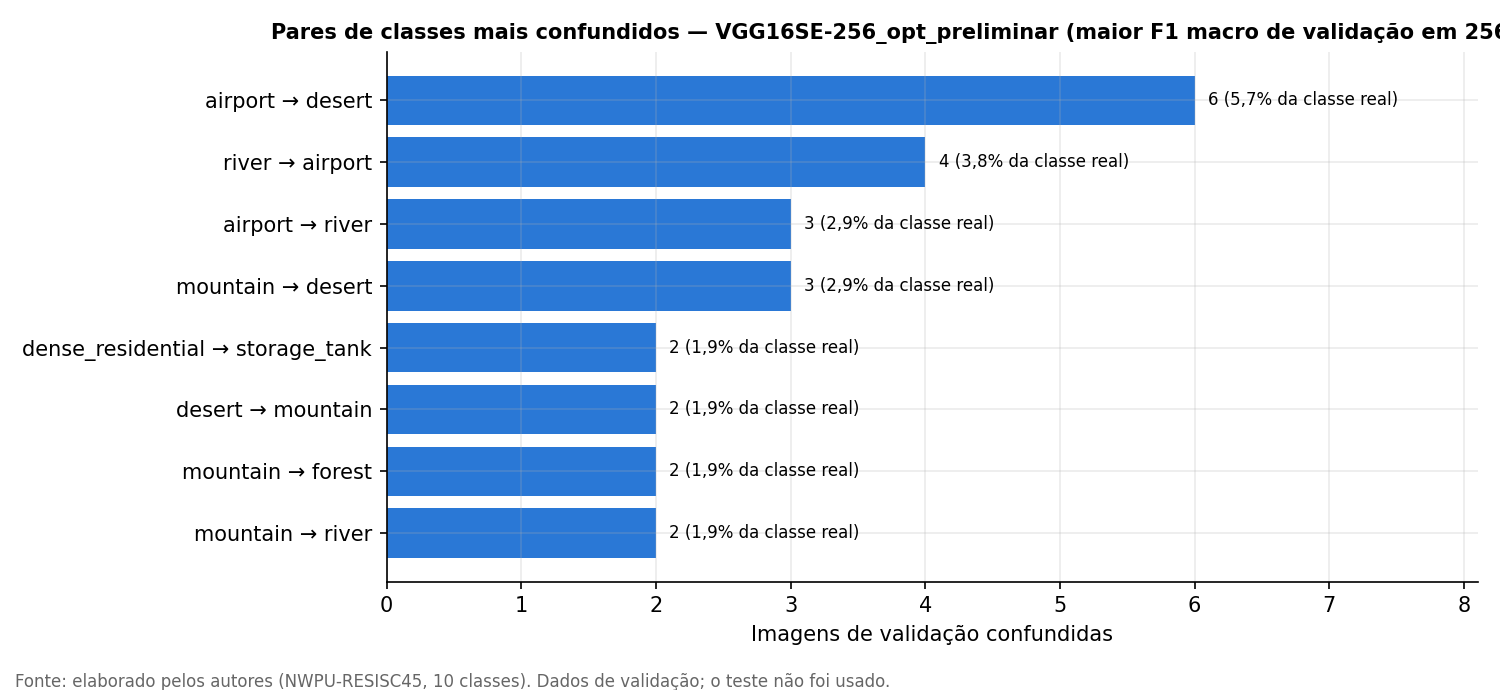 Pares de classes mais confundidos — VGG16SE-256_opt_preliminar (maior F1 macro de validação em 256
airport → desert
6 (5,7% da classe real)
river → airport
4 (3,8% da classe real)
airport → river
3 (2,9% da classe real)
mountain → desert
3 (2,9% da classe real)
dense_residential → storage_tank
2 (1,9% da classe real)
desert → mountain
2 (1,9% da classe real)
mountain → forest
2 (1,9% da classe real)
mountain → river
2 (1,9% da classe real)
0 1 2 3 4 5 6 7 8
Imagens de validação confundidas
Fonte: elaborado pelos autores (NWPU-RESISC45, 10 classes). Dados de validação; o teste não foi usado.